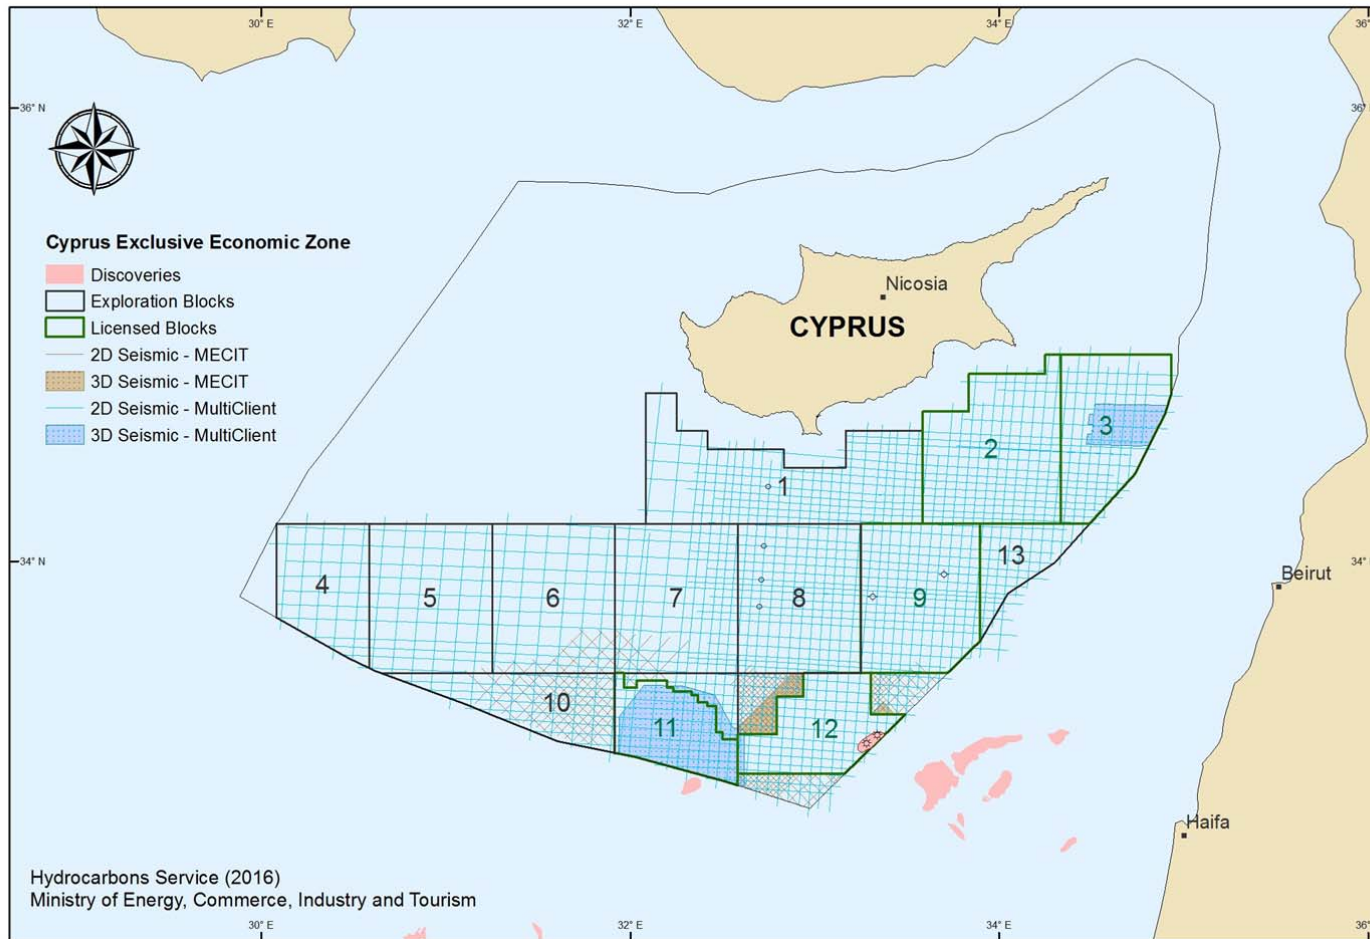 30° E
32° E
34° E
36°
36° N
36°
Cyprus Exclusive Economic Zone
Discoveries
Exploration Blocks
Licensed Blocks
2D Seismic - MECIT
3D Seismic - MECIT
2D Seismic - MultiClient
3D Seismic - MultiClient
Nicosia
CYPRUS
3
2
1
34° N
34°
13
Beirut
4
5
6
7
8
9
10
11
12
Haifa
Hydrocarbons Service (2016)
Ministry of Energy, Commerce, Industry and Tourism
30° E
32° E
34° E
36°